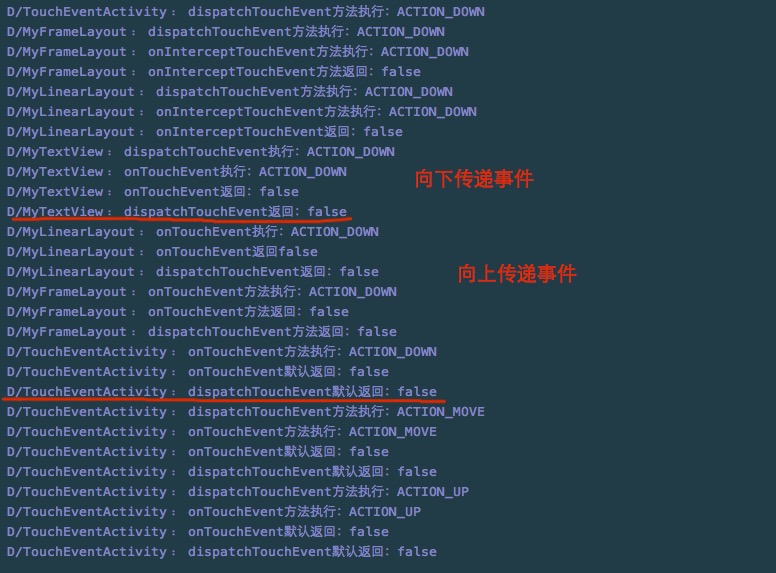 D/TouchEventActivity: dispatchTouchEvent方法执行: ACTION_DOWN
D/MyFrameLayout: dispatchTouchEvent方法执行: ACTION_DOWN
D/MyFrameLayout: onInterceptTouchEvent方法执行: ACTION_DOWN
D/MyFrameLayout: onInterceptTouchEvent方法返回: false
D/MyLinearLayout: dispatchTouchEvent方法执行: ACTION_DOWN
D/MyLinearLayout: onInterceptTouchEvent方法执行: ACTION_DOWN
D/MyLinearLayout: onInterceptTouchEvent返回: false
D/MyTextView: dispatchTouchEvent执行: ACTION_DOWN
D/MyTextView: onTouchEvent执行: ACTION_DOWN
向下传递事件
D/MyTextView: onTouchEvent返回: false
D/MyTextView: dispatchTouchEvent返回: false
D/MyLinearLayout: onTouchEvent执行: ACTION_DOWN
D/MyLinearLayout: onTouchEvent返回false
D/MyLinearLayout: dispatchTouchEvent返回: false
向上传递事件
D/MyFrameLayout: onTouchEvent方法执行: ACTION_DOWN
D/MyFrameLayout: onTouchEvent方法返回: false
D/MyFrameLayout: dispatchTouchEvent方法返回: false
D/TouchEventActivity: onTouchEvent方法执行: ACTION_DOWN
D/TouchEventActivity: onTouchEvent默认返回: false
D/TouchEventActivity: dispatchTouchEvent默认返回: false
D/TouchEventActivity: dispatchTouchEvent方法执行: ACTION_MOVE
D/TouchEventActivity: onTouchEvent方法执行: ACTION_MOVE
D/TouchEventActivity: onTouchEvent默认返回: false
D/TouchEventActivity: dispatchTouchEvent默认返回: false
D/TouchEventActivity: dispatchTouchEvent方法执行: ACTION_UP
D/TouchEventActivity: onTouchEvent方法执行: ACTION_UP
D/TouchEventActivity: onTouchEvent默认返回: false
D/TouchEventActivity: dispatchTouchEvent默认返回: false